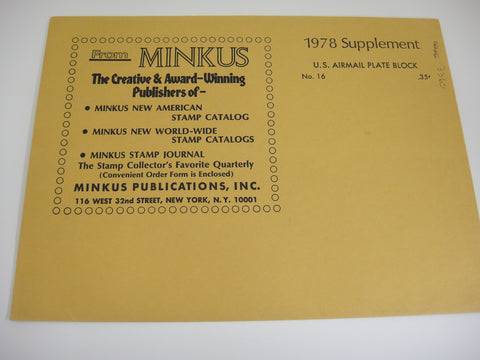 From MINKUS
The Creative & Award-Winning
Publishers of-
• MINKUS NEW AMERICAN
STAMP CATALOG
• MINKUS NEW WORLD-WIDE
STAMP CATALOGS
• MINKUS STAMP JOURNAL
The Stamp Collector's Favorite Quarterly
(Convenient Order Form is Enclosed)
MINKUS PUBLICATIONS, INC.
116 WEST 32nd STREET, NEW YORK, N.Y. 10001
1978 Supplement
U.S. AIRMAIL PLATE BLOCK
No. 16 .35¢